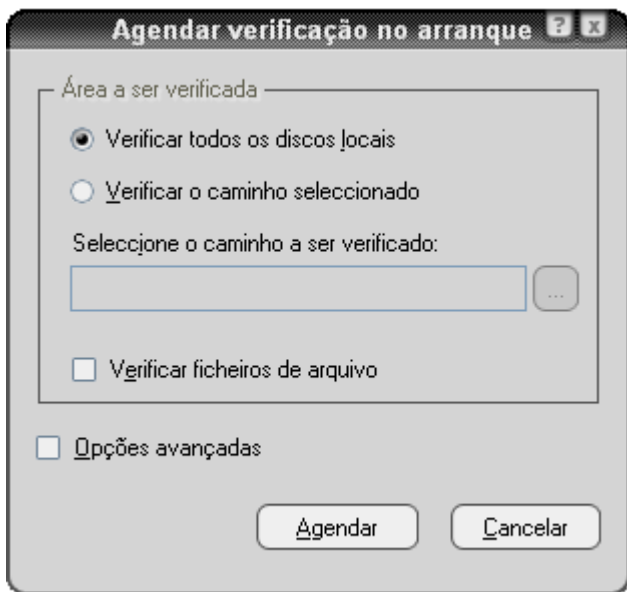 Agendar verificação no arranque
Área a ser verificada
Verificar todos os discos locais
Verificar o caminho seleccionado
Seleccione o caminho a ser verificado:
...
Verificar ficheiros de arquivo
Opções avançadas
Agendar
Cancelar